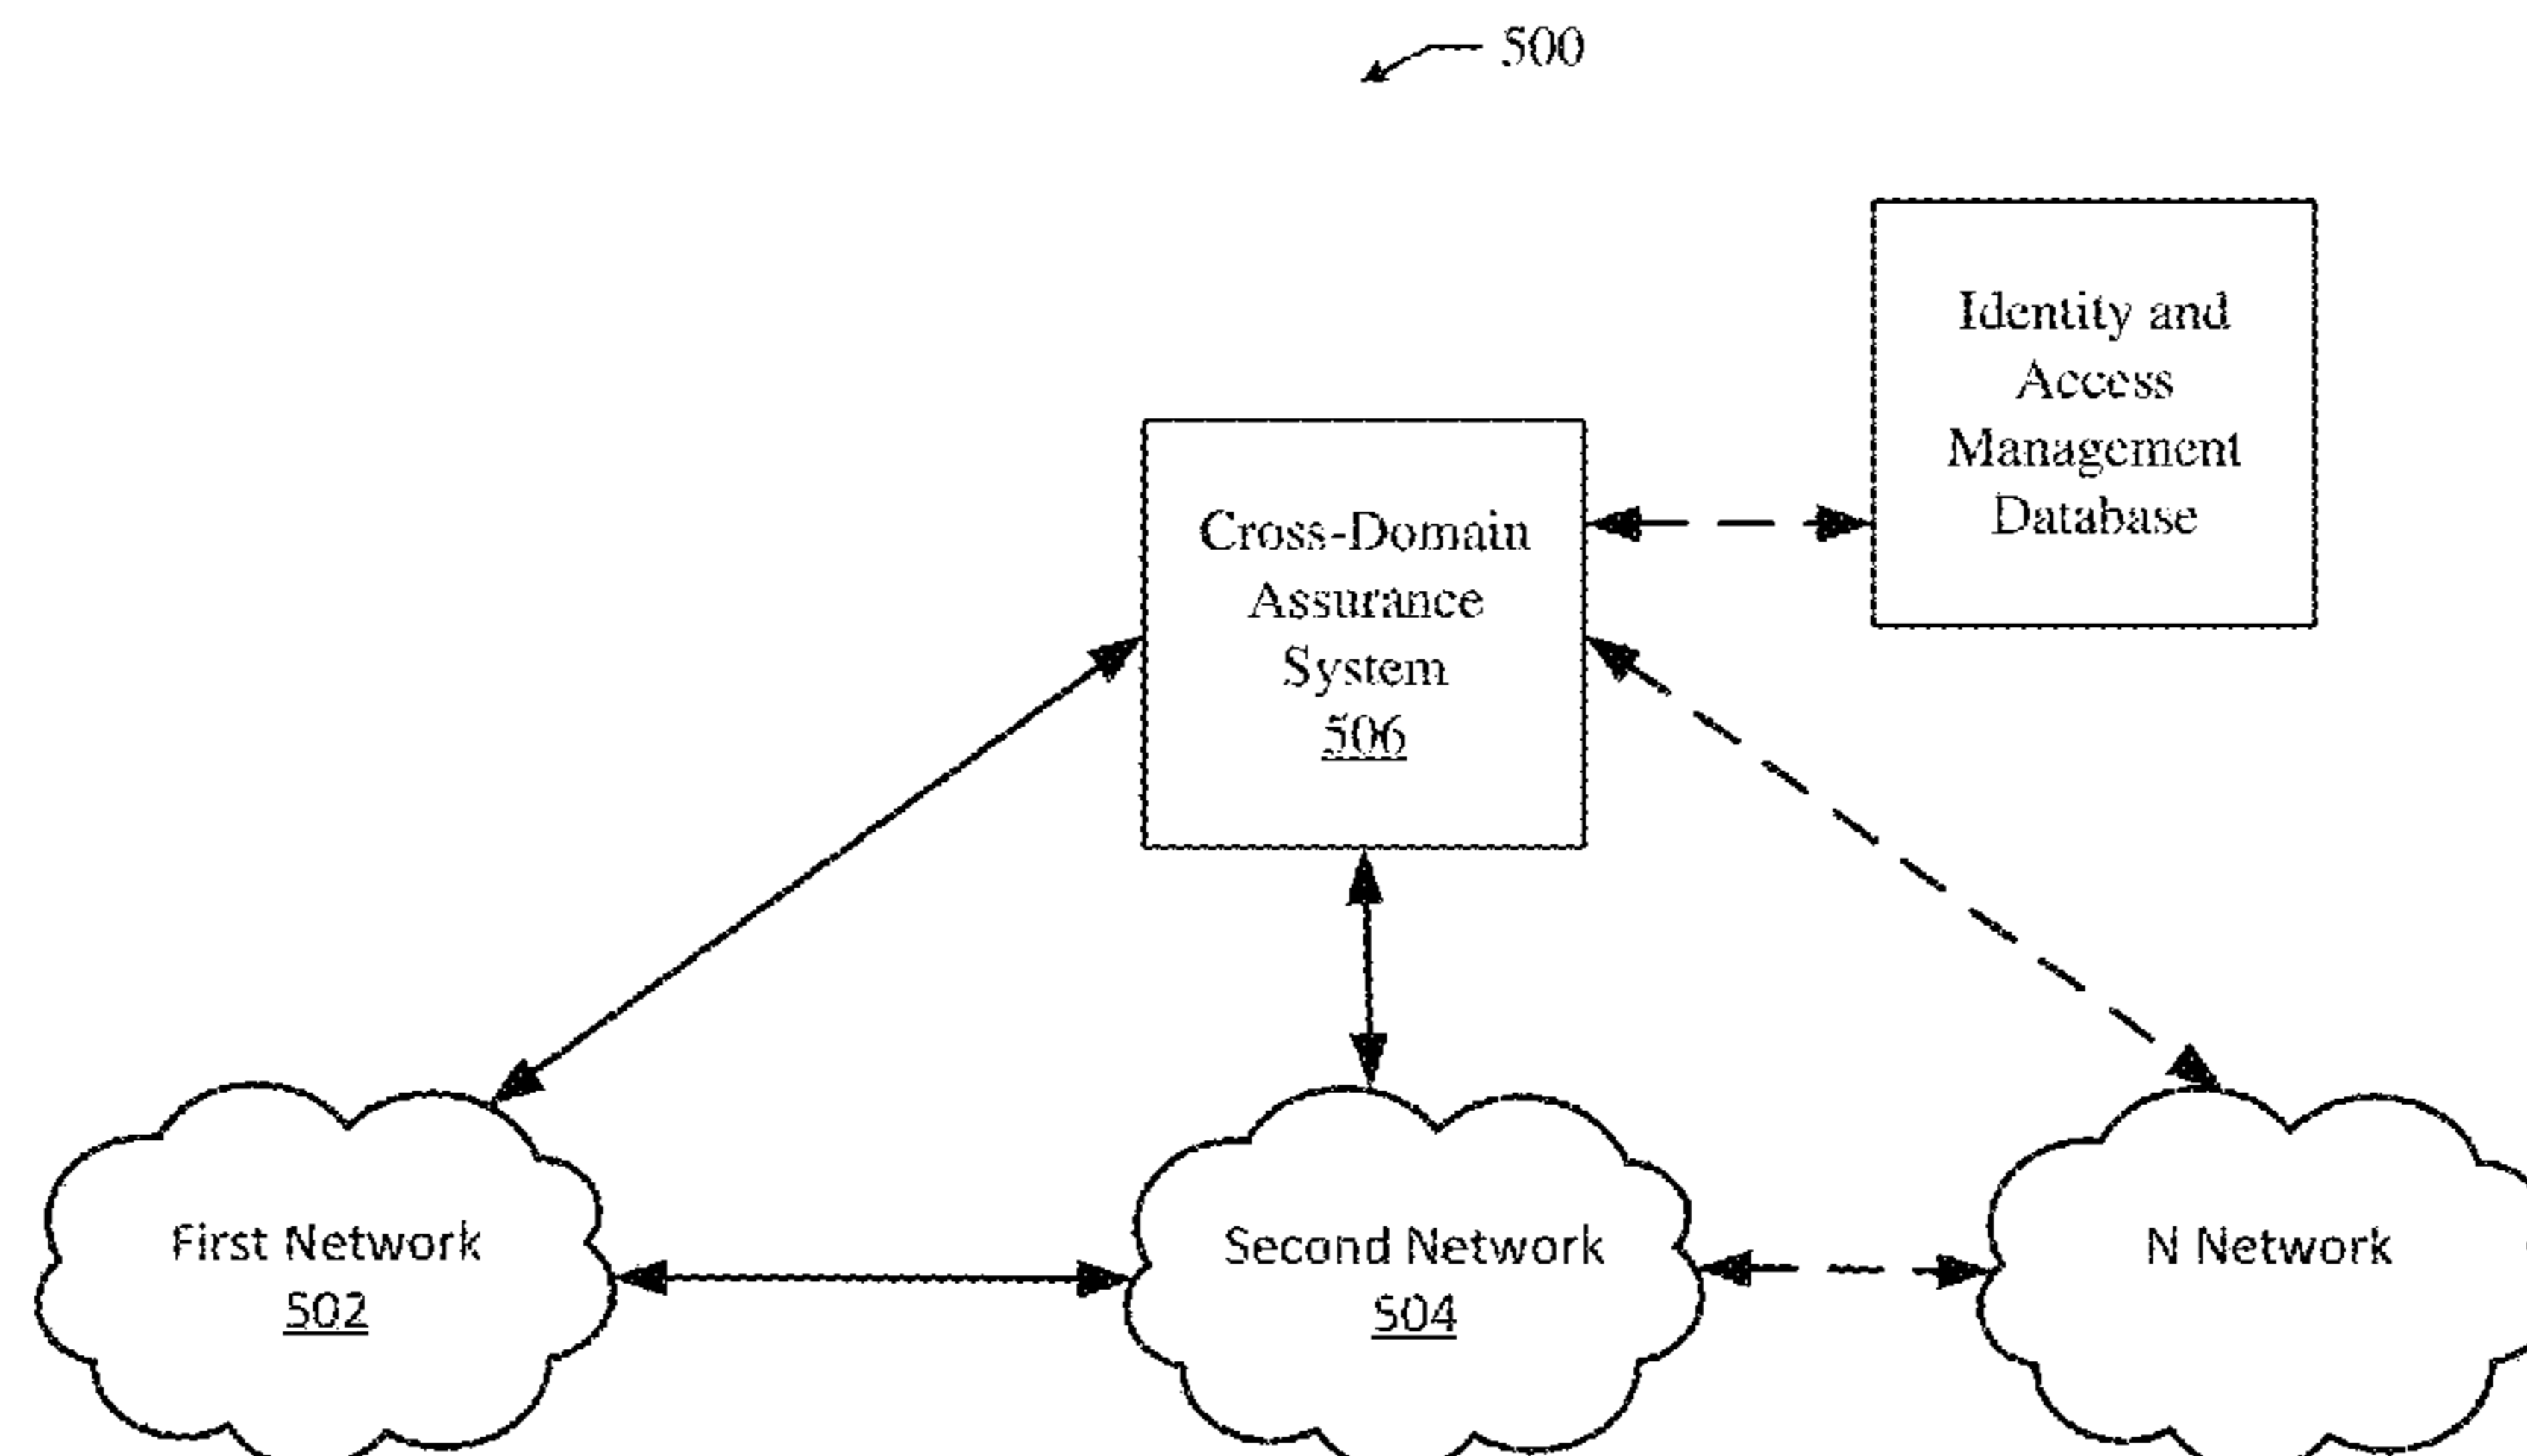 500
Identity and
Access
Management
Database
Cross-Domain
Assurance
System
506
First Network
502
Second Network
504
N Network